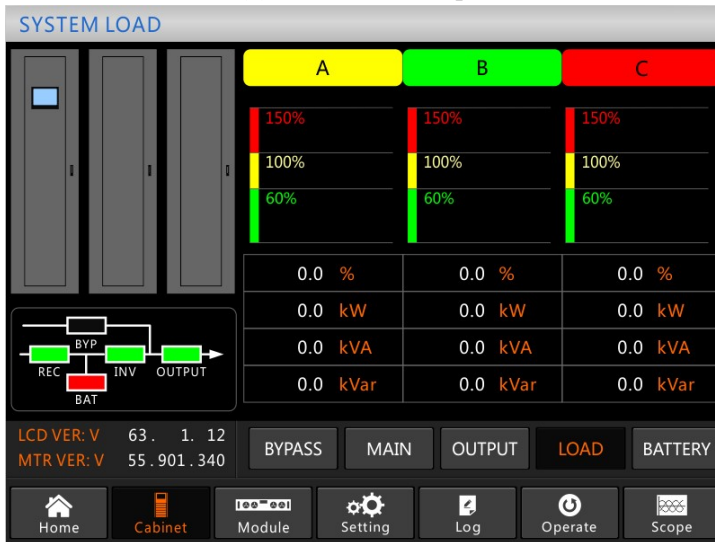 SYSTEM LOAD
A B C
150% 150% 150%
100% 100% 100%
60% 60% 60%
0.0 % 0.0 % 0.0 %
0.0 kW 0.0 kW 0.0 kW
0.0 kVA 0.0 kVA 0.0 kVA
0.0 kVar 0.0 kVar 0.0 kVar
BYP
REC INV OUTPUT
BAT
LCD VER: V 63. 1. 12
MTR VER: V 55.901.340
BYPASS MAIN OUTPUT LOAD BATTERY
Home Cabinet Module Setting Log Operate Scope